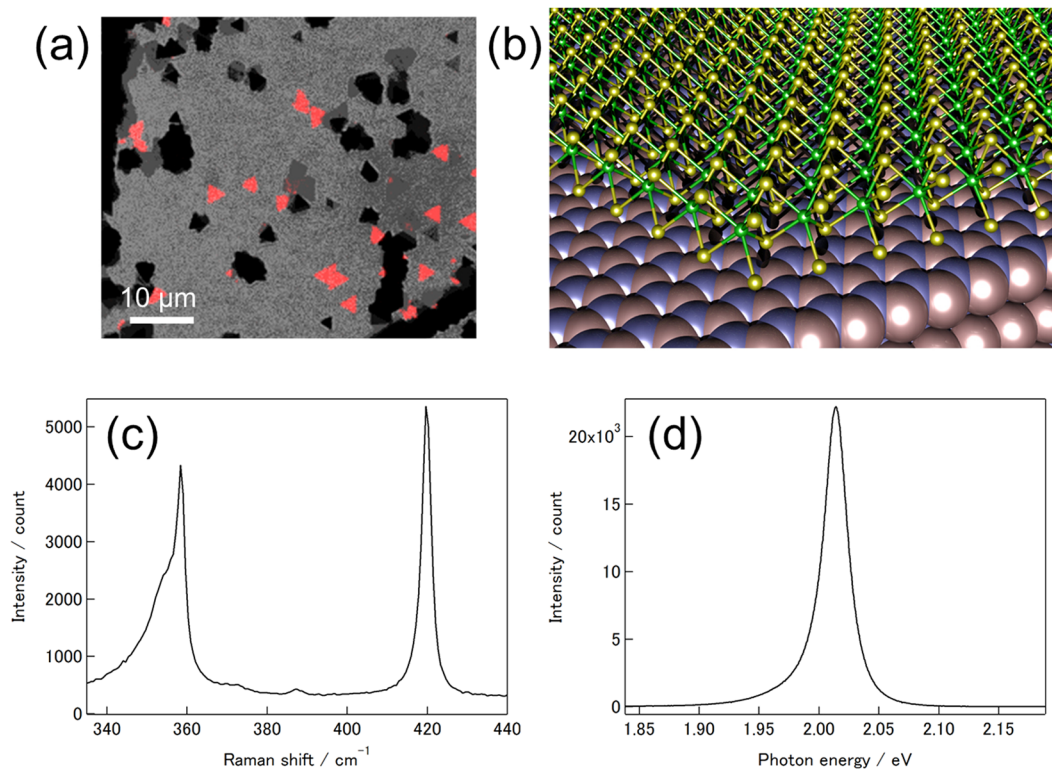 (a)
10 μm
(b)
(c)
5000
4000
3000
2000
1000
0
Intensity / count
340
360
380
400
420
440
Raman shift / cm⁻¹
(d)
20x10³
15
10
5
0
Intensity / count
1.85
1.90
1.95
2.00
2.05
2.10
2.15
Photon energy / eV